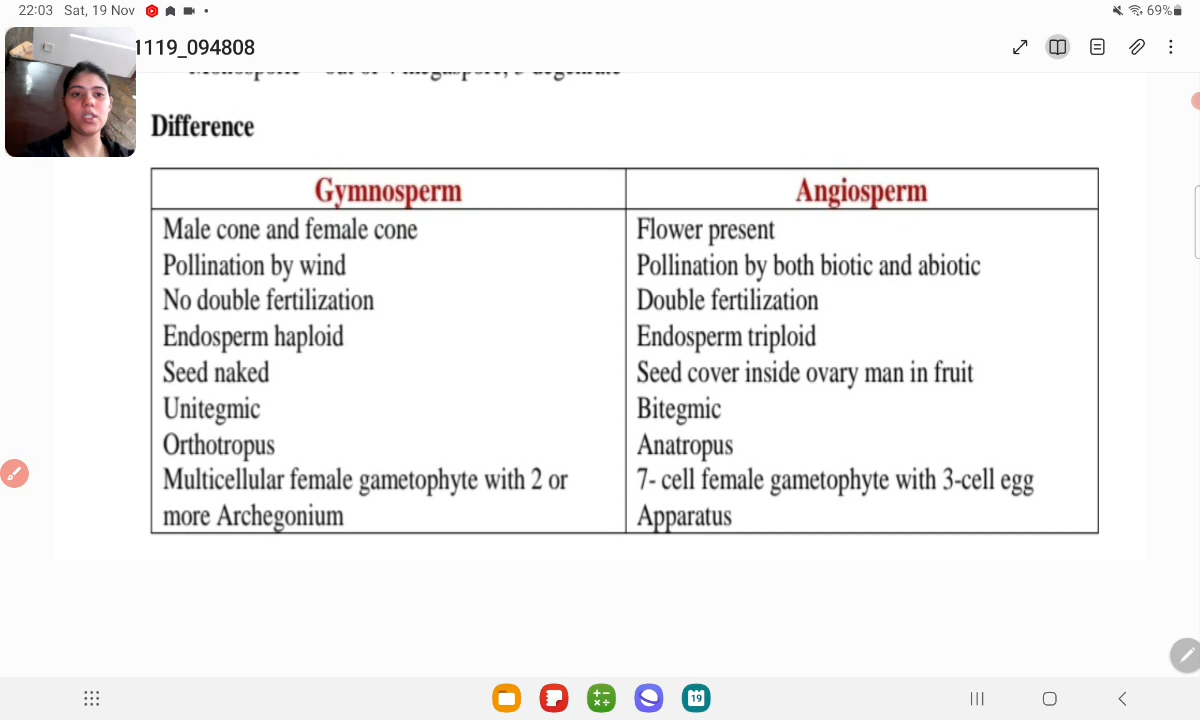 22:03 Sat, 19 Nov
69%
1119_094808
Difference
Gymnosperm
Male cone and female cone
Pollination by wind
No double fertilization
Endosperm haploid
Seed naked
Unitegmic
Orthotropus
Multicellular female gametophyte with 2 or
more Archegonium
Angiosperm
Flower present
Pollination by both biotic and abiotic
Double fertilization
Endosperm triploid
Seed cover inside ovary man in fruit
Bitegmic
Anatropus
7- cell female gametophyte with 3-cell egg
Apparatus
19